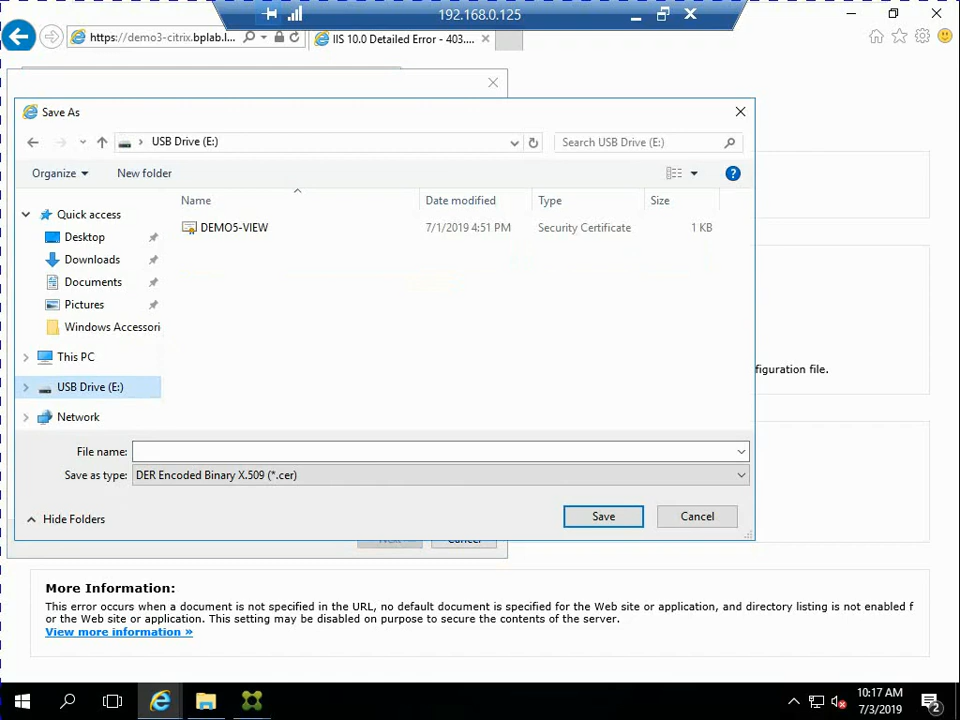 192.168.0.125
https://demo3-citrix.bplab.l...
IIS 10.0 Detailed Error - 403....
Save As
USB Drive (E:)
Search USB Drive (E:)
Organize
New folder
Name
Date modified
Type
Size
DEMO5-VIEW
7/1/2019 4:51 PM
Security Certificate
1 KB
Quick access
Desktop
Downloads
Documents
Pictures
Windows Accessori
This PC
USB Drive (E:)
Network
figuration file.
File name:
Save as type:
DER Encoded Binary X.509 (*.cer)
Hide Folders
Save
Cancel
Next
Cancel
More Information:
This error occurs when a document is not specified in the URL, no default document is specified for the Web site or application, and directory listing is not enabled f
or the Web site or application. This setting may be disabled on purpose to secure the contents of the server.
View more information »
10:17 AM
7/3/2019
2